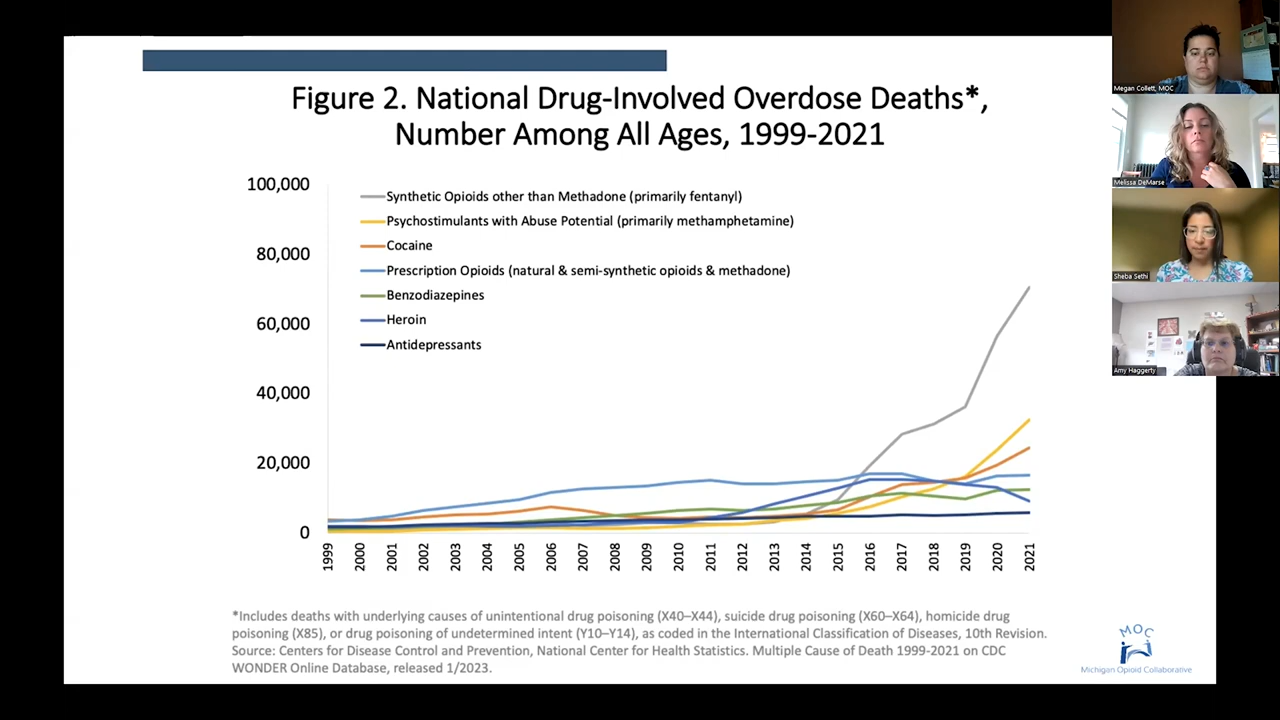 Figure 2. National Drug-Involved Overdose Deaths*,
Number Among All Ages, 1999-2021
100,000
80,000
60,000
40,000
20,000
0
Synthetic Opioids other than Methadone (primarily fentanyl)
Psychostimulants with Abuse Potential (primarily methamphetamine)
Cocaine
Prescription Opioids (natural & semi-synthetic opioids & methadone)
Benzodiazepines
Heroin
Antidepressants
1999
2000
2001
2002
2003
2004
2005
2006
2007
2008
2009
2010
2011
2012
2013
2014
2015
2016
2017
2018
2019
2020
2021
*Includes deaths with underlying causes of unintentional drug poisoning (X40–X44), suicide drug poisoning (X60–X64), homicide drug
poisoning (X85), or drug poisoning of undetermined intent (Y10–Y14), as coded in the International Classification of Diseases, 10th Revision.
Source: Centers for Disease Control and Prevention, National Center for Health Statistics. Multiple Cause of Death 1999-2021 on CDC
WONDER Online Database, released 1/2023.
MOC
Michigan Opioid Collaborative
Megan Collett, MOC
Melissa DeMarse
Sheba Sethi
Amy Haggerty